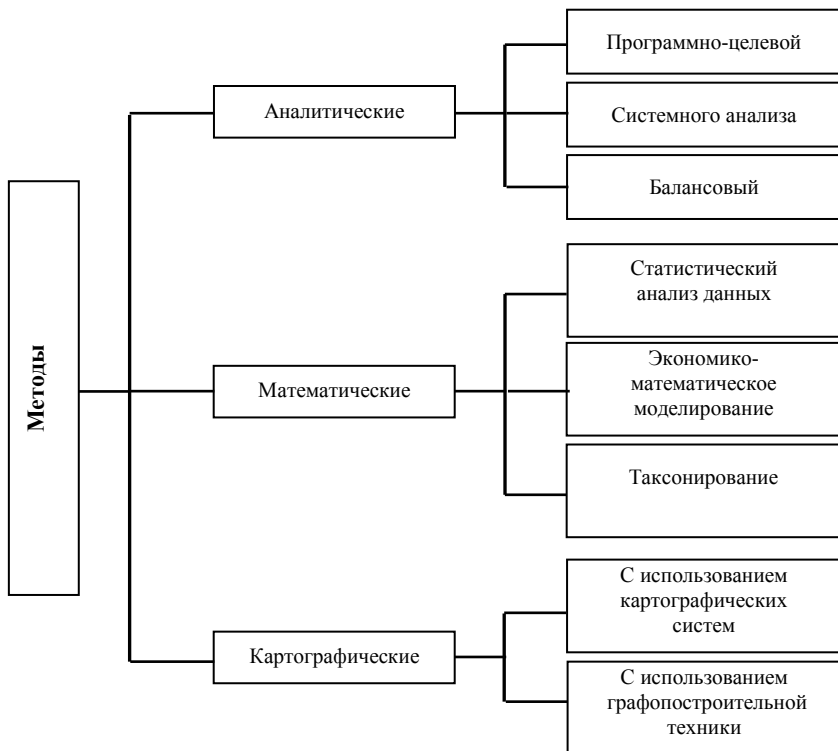 Методы
Аналитические
Программно-целевой
Системного анализа
Балансовый
Математические
Статистический
анализ данных
Экономико-
математическое
моделирование
Таксонирование
Картографические
С использованием
картографических
систем
С использованием
графопостроительной
техники